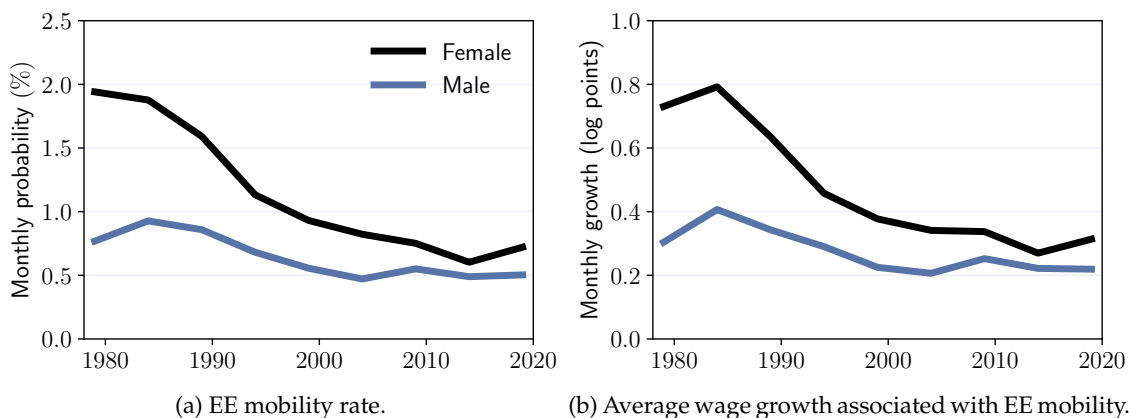 2.5
2.0
1.5
1.0
0.5
0.0
Monthly probability (%)
1980 1990 2000 2010 2020
Female
Male
(a) EE mobility rate.
1.0
0.8
0.6
0.4
0.2
0.0
Monthly growth (log points)
1980 1990 2000 2010 2020
(b) Average wage growth associated with EE mobility.